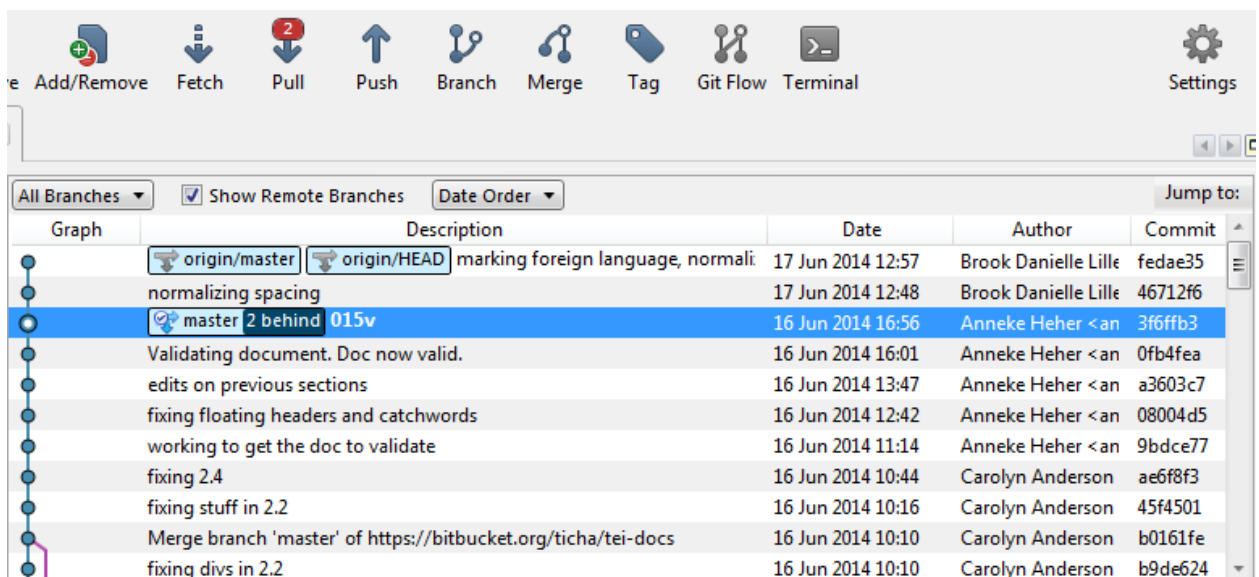 2
e Add/Remove Fetch Pull Push Branch Merge Tag Git Flow Terminal Settings
All Branches Show Remote Branches Date Order Jump to:
Graph Description Date Author Commit
origin/master origin/HEAD marking foreign language, normali 17 Jun 2014 12:57 Brook Danielle Lille fedae35
normalizing spacing 17 Jun 2014 12:48 Brook Danielle Lille 46712f6
master 2 behind 015v 16 Jun 2014 16:56 Anneke Heher <an 3f6ffb3
Validating document. Doc now valid. 16 Jun 2014 16:01 Anneke Heher <an 0fb4fea
edits on previous sections 16 Jun 2014 13:47 Anneke Heher <an a3603c7
fixing floating headers and catchwords 16 Jun 2014 12:42 Anneke Heher <an 08004d5
working to get the doc to validate 16 Jun 2014 11:14 Anneke Heher <an 9bdce77
fixing 2.4 16 Jun 2014 10:44 Carolyn Anderson ae6f8f3
fixing stuff in 2.2 16 Jun 2014 10:16 Carolyn Anderson 45f4501
Merge branch 'master' of https://bitbucket.org/ticha/tei-docs 16 Jun 2014 10:10 Carolyn Anderson b0161fe
fixing divs in 2.2 16 Jun 2014 10:10 Carolyn Anderson b9de624